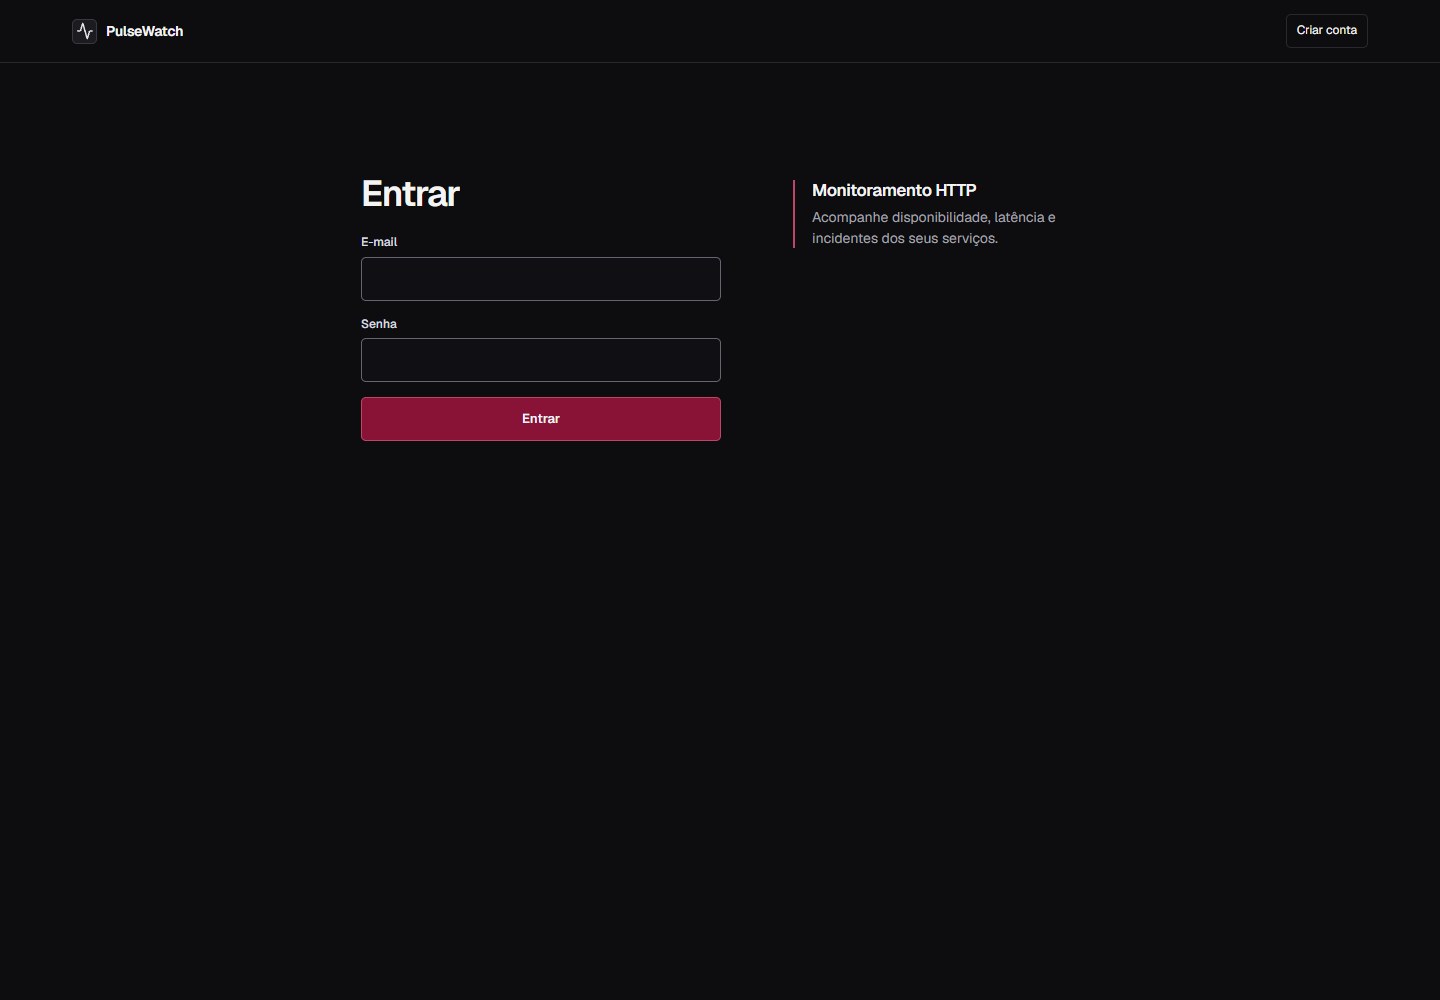 PulseWatch
Criar conta
Entrar
E-mail
Senha
Entrar
Monitoramento HTTP
Acompanhe disponibilidade, latência e
incidentes dos seus serviços.